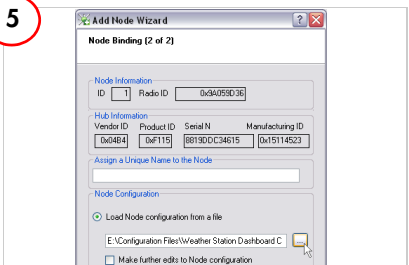 5
Add Node Wizard
Node Binding (2 of 2)
Node Information
ID 1 Radio ID 0x9A059D36
Hub Information
Vendor ID Product ID Serial N Manufacturing ID
0x04B4 0xF115 8819DDC34615 0x15114523
Assign a Unique Name to the Node
Node Configuration
Load Node configuration from a file
E:\Configuration Files\Weather Station Dashboard C ...
Make further edits to Node configuration